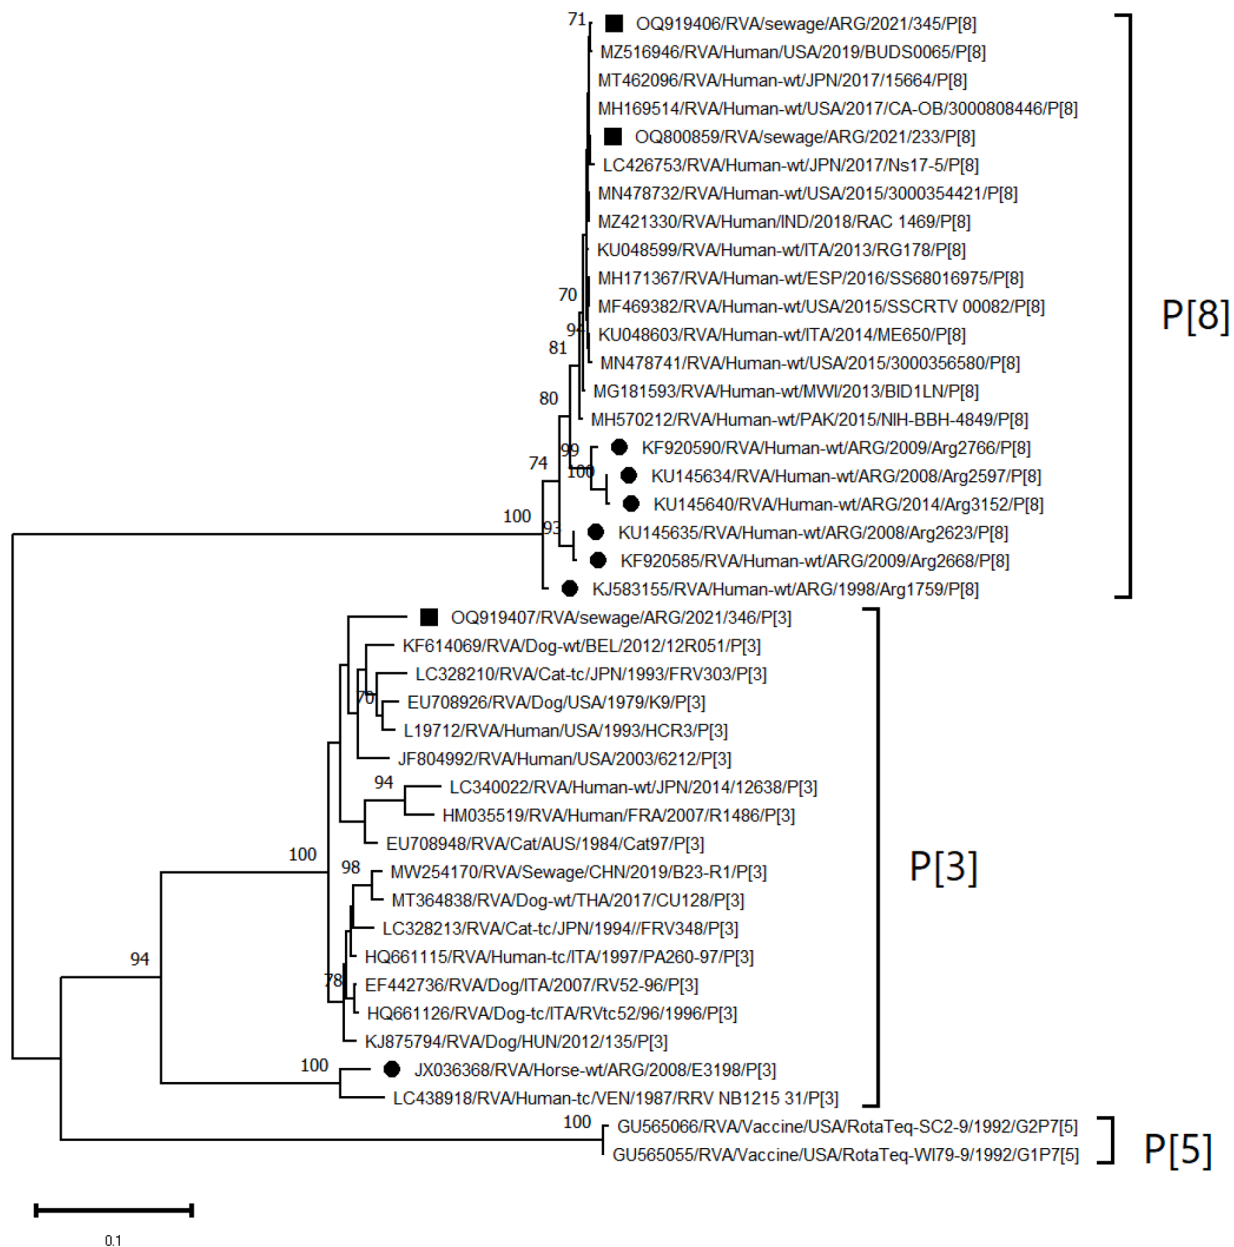 71
OQ919406/RVA/sewage/ARG/2021/345/P[8]
MZ516946/RVA/Human/USA/2019/BUDS0065/P[8]
MT462096/RVA/Human-wt/JPN/2017/15664/P[8]
MH169514/RVA/Human-wt/USA/2017/CA-OB/3000808446/P[8]
OQ800859/RVA/sewage/ARG/2021/233/P[8]
LC426753/RVA/Human-wt/JPN/2017/Ns17-5/P[8]
MN478732/RVA/Human-wt/USA/2015/3000354421/P[8]
MZ421330/RVA/Human/IND/2018/RAC 1469/P[8]
KU048599/RVA/Human-wt/ITA/2013/RG178/P[8]
MH171367/RVA/Human-wt/ESP/2016/SS68016975/P[8]
70
MF469382/RVA/Human-wt/USA/2015/SSCRTV 00082/P[8]
P[8]
94
KU048603/RVA/Human-wt/ITA/2014/ME650/P[8]
81
MN478741/RVA/Human-wt/USA/2015/3000356580/P[8]
MG181593/RVA/Human-wt/MWI/2013/BID1LN/P[8]
80
MH570212/RVA/Human-wt/PAK/2015/NIH-BBH-4849/P[8]
99
KF920590/RVA/Human-wt/ARG/2009/Arg2766/P[8]
74
100
KU145634/RVA/Human-wt/ARG/2008/Arg2597/P[8]
KU145640/RVA/Human-wt/ARG/2014/Arg3152/P[8]
100
93
KU145635/RVA/Human-wt/ARG/2008/Arg2623/P[8]
KF920585/RVA/Human-wt/ARG/2009/Arg2668/P[8]
KJ583155/RVA/Human-wt/ARG/1998/Arg1759/P[8]
OQ919407/RVA/sewage/ARG/2021/346/P[3]
KF614069/RVA/Dog-wt/BEL/2012/12R051/P[3]
LC328210/RVA/Cat-tc/JPN/1993/FRV303/P[3]
70
EU708926/RVA/Dog/USA/1979/K9/P[3]
L19712/RVA/Human/USA/1993/HCR3/P[3]
JF804992/RVA/Human/USA/2003/6212/P[3]
94
LC340022/RVA/Human-wt/JPN/2014/12638/P[3]
HM035519/RVA/Human/FRA/2007/R1486/P[3]
EU708948/RVA/Cat/AUS/1984/Cat97/P[3]
100
98
MW254170/RVA/Sewage/CHN/2019/B23-R1/P[3]
P[3]
MT364838/RVA/Dog-wt/THA/2017/CU128/P[3]
LC328213/RVA/Cat-tc/JPN/1994//FRV348/P[3]
94
HQ661115/RVA/Human-tc/ITA/1997/PA260-97/P[3]
78
EF442736/RVA/Dog/ITA/2007/RV52-96/P[3]
HQ661126/RVA/Dog-tc/ITA/RVtc52/96/1996/P[3]
KJ875794/RVA/Dog/HUN/2012/135/P[3]
100
JX036368/RVA/Horse-wt/ARG/2008/E3198/P[3]
LC438918/RVA/Human-tc/VEN/1987/RRV NB1215 31/P[3]
100
GU565066/RVA/Vaccine/USA/RotaTeq-SC2-9/1992/G2P7[5]
P[5]
GU565055/RVA/Vaccine/USA/RotaTeq-WI79-9/1992/G1P7[5]
0.1